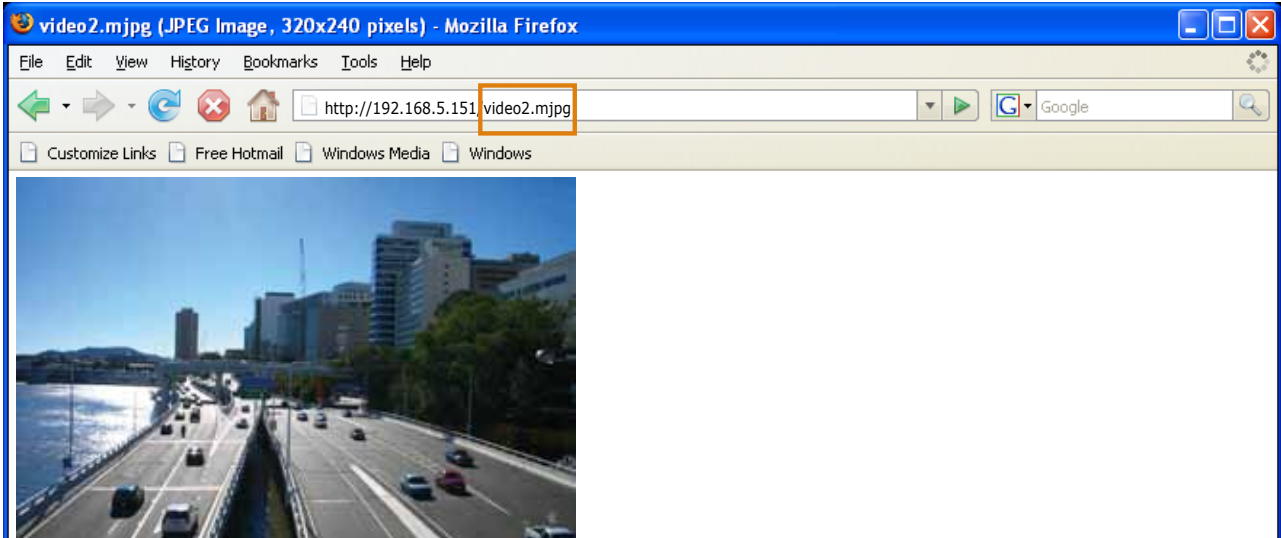 video2.mjpg (JPEG Image, 320x240 pixels) - Mozilla Firefox
File Edit View History Bookmarks Tools Help
http://192.168.5.151/video2.mjpg G Google
Customize Links Free Hotmail Windows Media Windows